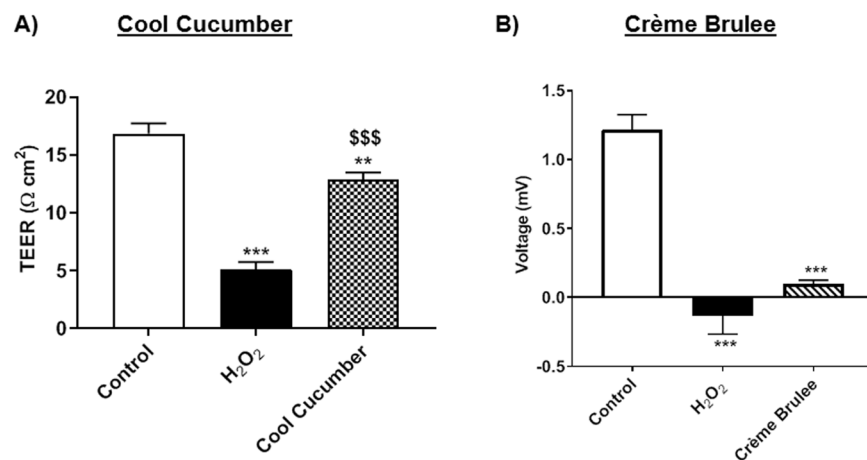 A)
Cool Cucumber
TEER (Ω cm²)
20
15
10
5
0
***
$$$
**
Control
H₂O₂
Cool Cucumber
B)
Crème Brulee
Voltage (mV)
1.5
1.0
0.5
0.0
-0.5
***
***
Control
H₂O₂
Crème Brulee